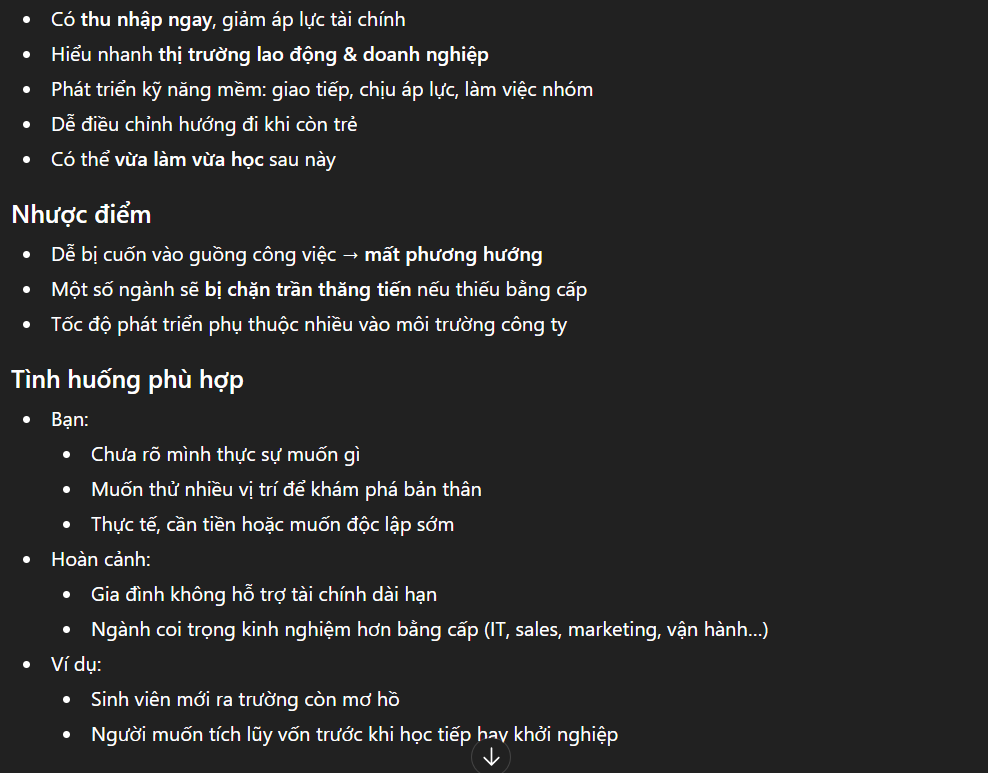 Có thu nhập ngay, giảm áp lực tài chính
Hiểu nhanh thị trường lao động & doanh nghiệp
Phát triển kỹ năng mềm: giao tiếp, chịu áp lực, làm việc nhóm
Dễ điều chỉnh hướng đi khi còn trẻ
Có thể vừa làm vừa học sau này
Nhược điểm
Dễ bị cuốn vào guồng công việc → mất phương hướng
Một số ngành sẽ bị chặn trần thăng tiến nếu thiếu bằng cấp
Tốc độ phát triển phụ thuộc nhiều vào môi trường công ty
Tình huống phù hợp
Bạn:
Chưa rõ mình thực sự muốn gì
Muốn thử nhiều vị trí để khám phá bản thân
Thực tế, cần tiền hoặc muốn độc lập sớm
Hoàn cảnh:
Gia đình không hỗ trợ tài chính dài hạn
Ngành coi trọng kinh nghiệm hơn bằng cấp (IT, sales, marketing, vận hành...)
Ví dụ:
Sinh viên mới ra trường còn mơ hồ
Người muốn tích lũy vốn trước khi học tiếp hay khởi nghiệp